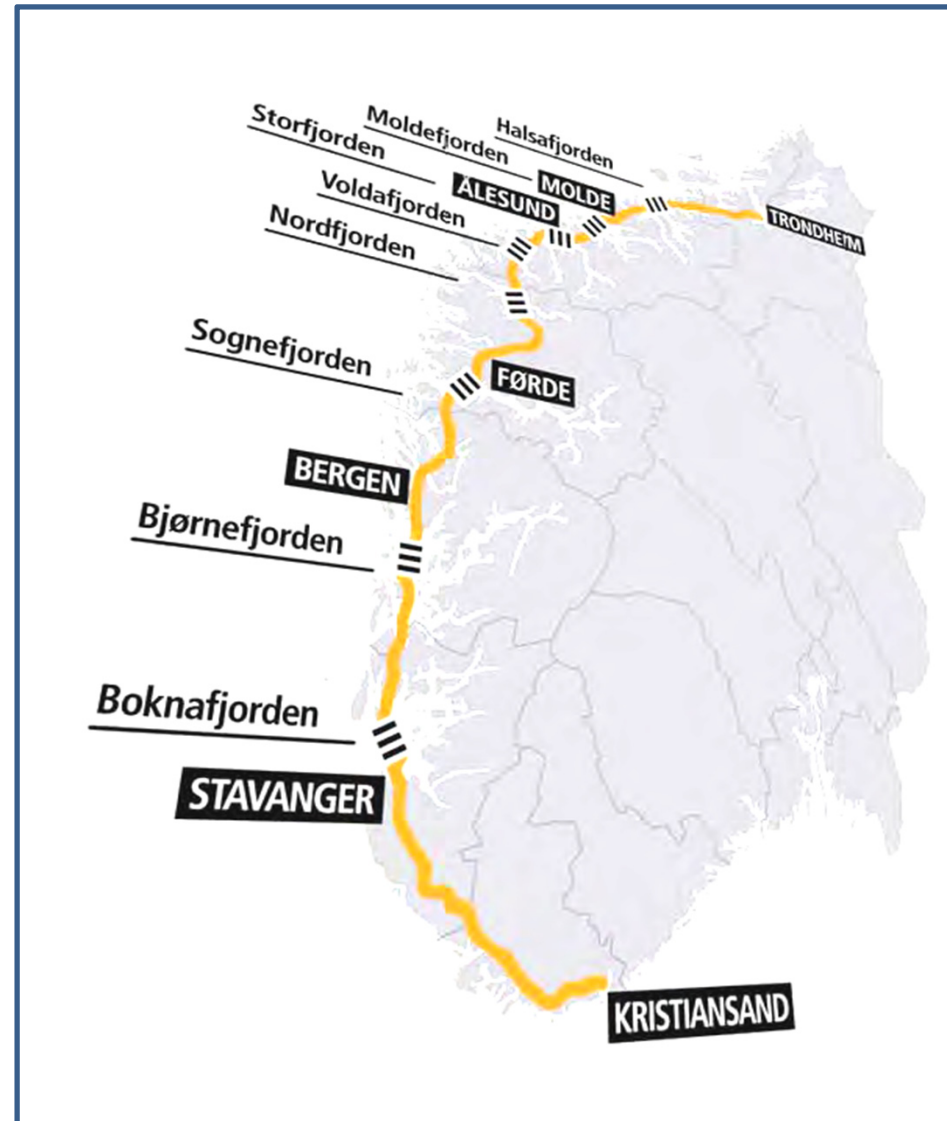 Halsafjorden
Moldefjorden
Storfjorden
MOLDE
ÅLESUND
Voldafjorden
TRONDHEIM
Nordfjorden
Sognefjorden
FØRDE
BERGEN
Bjørnefjorden
Boknafjorden
STAVANGER
KRISTIANSAND